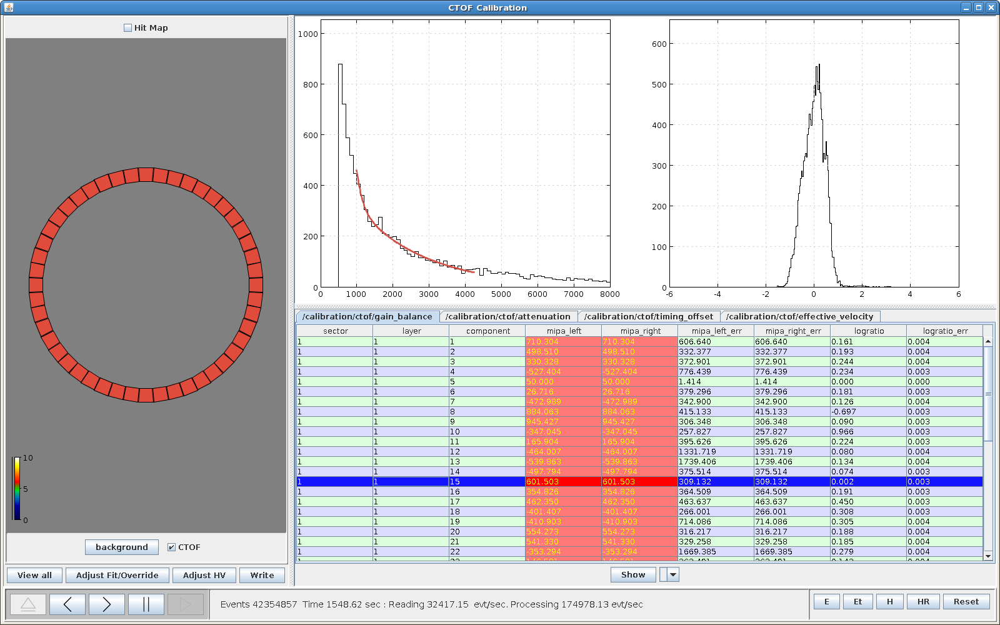 CTOF Calibration
Hit Map
10
5
0
background
CTOF
View all Adjust Fit/Override Adjust HV Write
1000
800
600
400
200
0
0 1000 2000 3000 4000 5000 6000 7000 8000
600
500
400
300
200
100
0
-6 -4 -2 0 2 4 6
/calibration/ctof/gain_balance /calibration/ctof/attenuation /calibration/ctof/timing_offset /calibration/ctof/effective_velocity
sector layer component mipa_left mipa_right mipa_left_err mipa_right_err logratio logratio_err
1 1 1 710.304 710.304 606.640 606.640 0.161 0.004
1 1 2 498.510 498.510 332.377 332.377 0.193 0.004
1 1 3 330.328 330.328 372.901 372.901 0.244 0.004
1 1 4 -527.404 -527.404 776.439 776.439 0.234 0.003
1 1 5 50.000 50.000 1.414 1.414 0.000 0.000
1 1 6 26.716 26.716 379.296 379.296 0.181 0.003
1 1 7 -472.989 -472.989 342.900 342.900 0.126 0.004
1 1 8 884.063 884.063 415.133 415.133 -0.697 0.003
1 1 9 945.427 945.427 306.348 306.348 0.090 0.003
1 1 10 -347.045 -347.045 257.827 257.827 0.966 0.003
1 1 11 165.904 165.904 395.626 395.626 0.224 0.003
1 1 12 -464.007 -464.007 1331.719 1331.719 0.080 0.004
1 1 13 -539.863 -539.863 1739.406 1739.406 0.134 0.004
1 1 14 -497.794 -497.794 375.514 375.514 0.074 0.003
1 1 15 601.503 601.503 309.132 309.132 0.002 0.003
1 1 16 354.826 354.826 364.509 364.509 0.191 0.003
1 1 17 462.350 462.350 463.637 463.637 0.450 0.003
1 1 18 -401.407 -401.407 266.001 266.001 0.308 0.003
1 1 19 -410.903 -410.903 714.086 714.086 0.305 0.004
1 1 20 554.273 554.273 316.217 316.217 0.188 0.004
1 1 21 541.330 541.330 329.258 329.258 0.185 0.004
1 1 22 -353.294 -353.294 1669.385 1669.385 0.279 0.004
Show
Events 42354857 Time 1548.62 sec : Reading 32417.15 evt/sec. Processing 174978.13 evt/sec
E Et H HR Reset